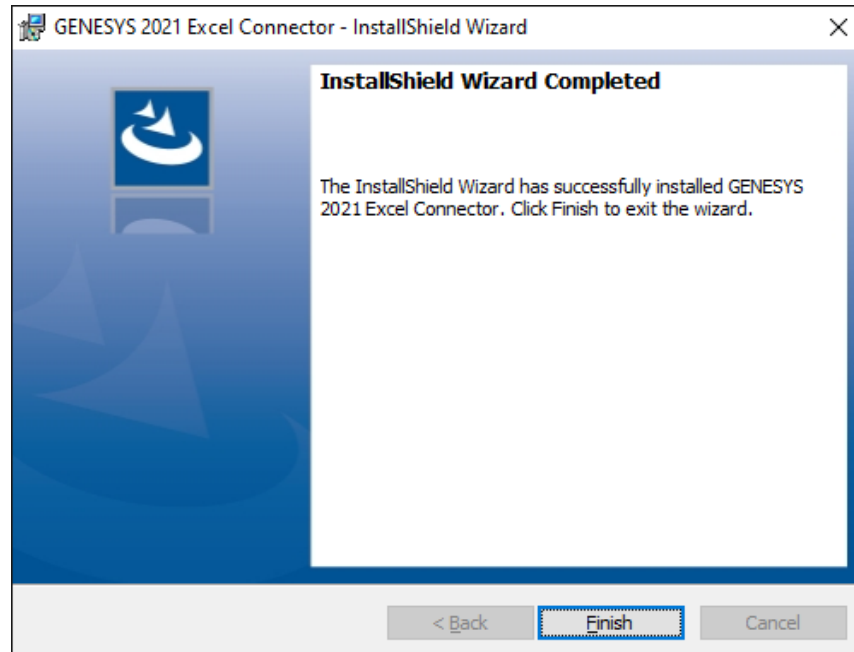 GENESYS 2021 Excel Connector - InstallShield Wizard
InstallShield Wizard Completed
The InstallShield Wizard has successfully installed GENESYS
2021 Excel Connector. Click Finish to exit the wizard.
< Back
Finish
Cancel